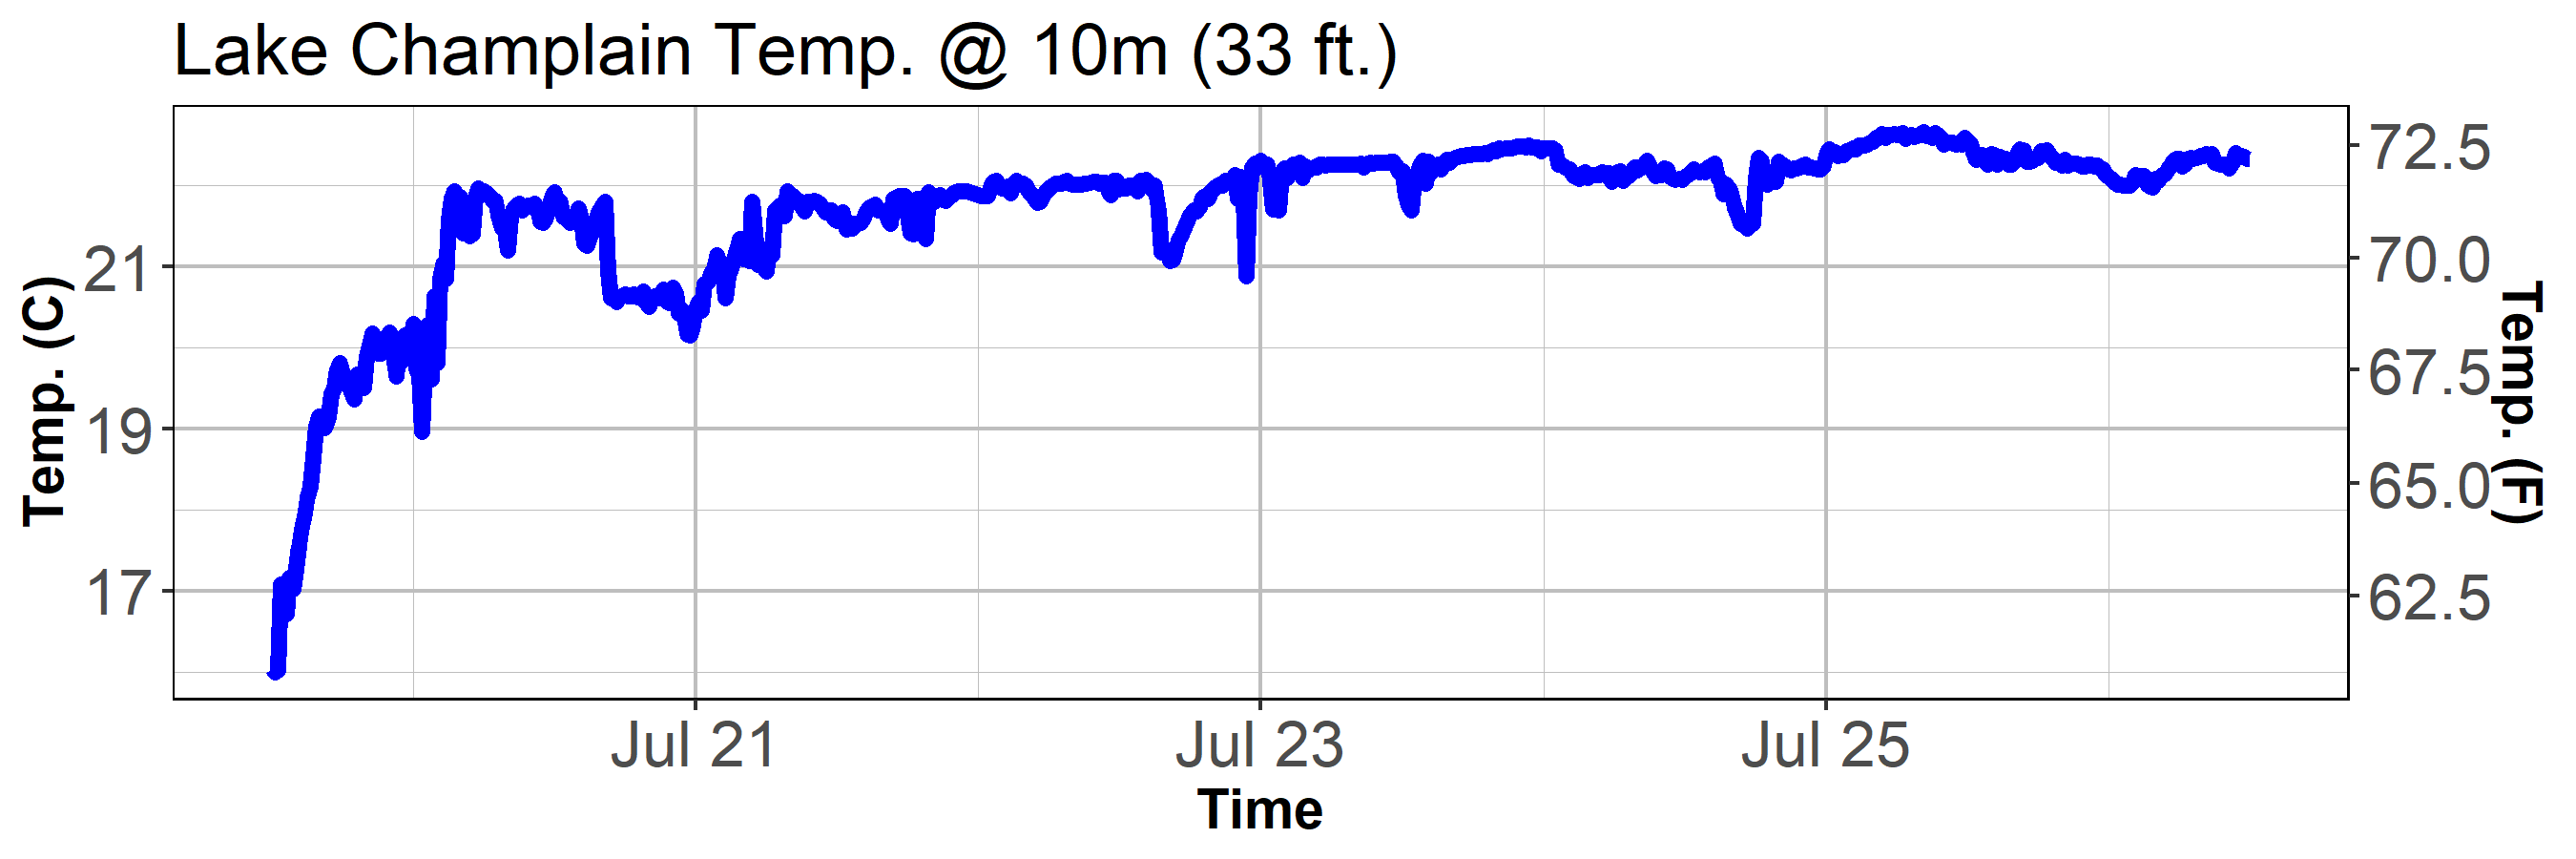 Lake Champlain Temp. @ 10m (33 ft.)
Temp. (C)
21
19
17
72.5
70.0
67.5
65.0
62.5
Temp. (F)
Jul 21
Jul 23
Jul 25
Time